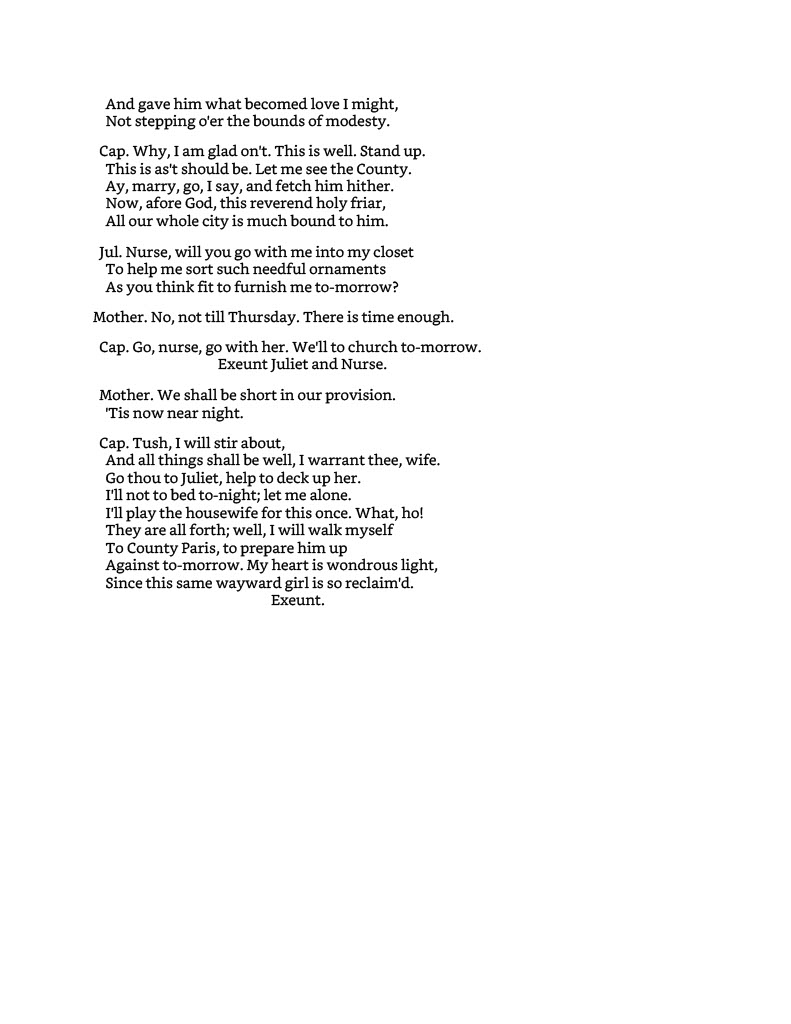 And gave him what becomed love I might,
Not stepping o'er the bounds of modesty.
Cap. Why, I am glad on't. This is well. Stand up.
This is as't should be. Let me see the County.
Ay, marry, go, I say, and fetch him hither.
Now, afore God, this reverend holy friar,
All our whole city is much bound to him.
Jul. Nurse, will you go with me into my closet
To help me sort such needful ornaments
As you think fit to furnish me to-morrow?
Mother. No, not till Thursday. There is time enough.
Cap. Go, nurse, go with her. We'll to church to-morrow.
Exeunt Juliet and Nurse.
Mother. We shall be short in our provision.
'Tis now near night.
Cap. Tush, I will stir about,
And all things shall be well, I warrant thee, wife.
Go thou to Juliet, help to deck up her.
I'll not to bed to-night; let me alone.
I'll play the housewife for this once. What, ho!
They are all forth; well, I will walk myself
To County Paris, to prepare him up
Against to-morrow. My heart is wondrous light,
Since this same wayward girl is so reclaim'd.
Exeunt.